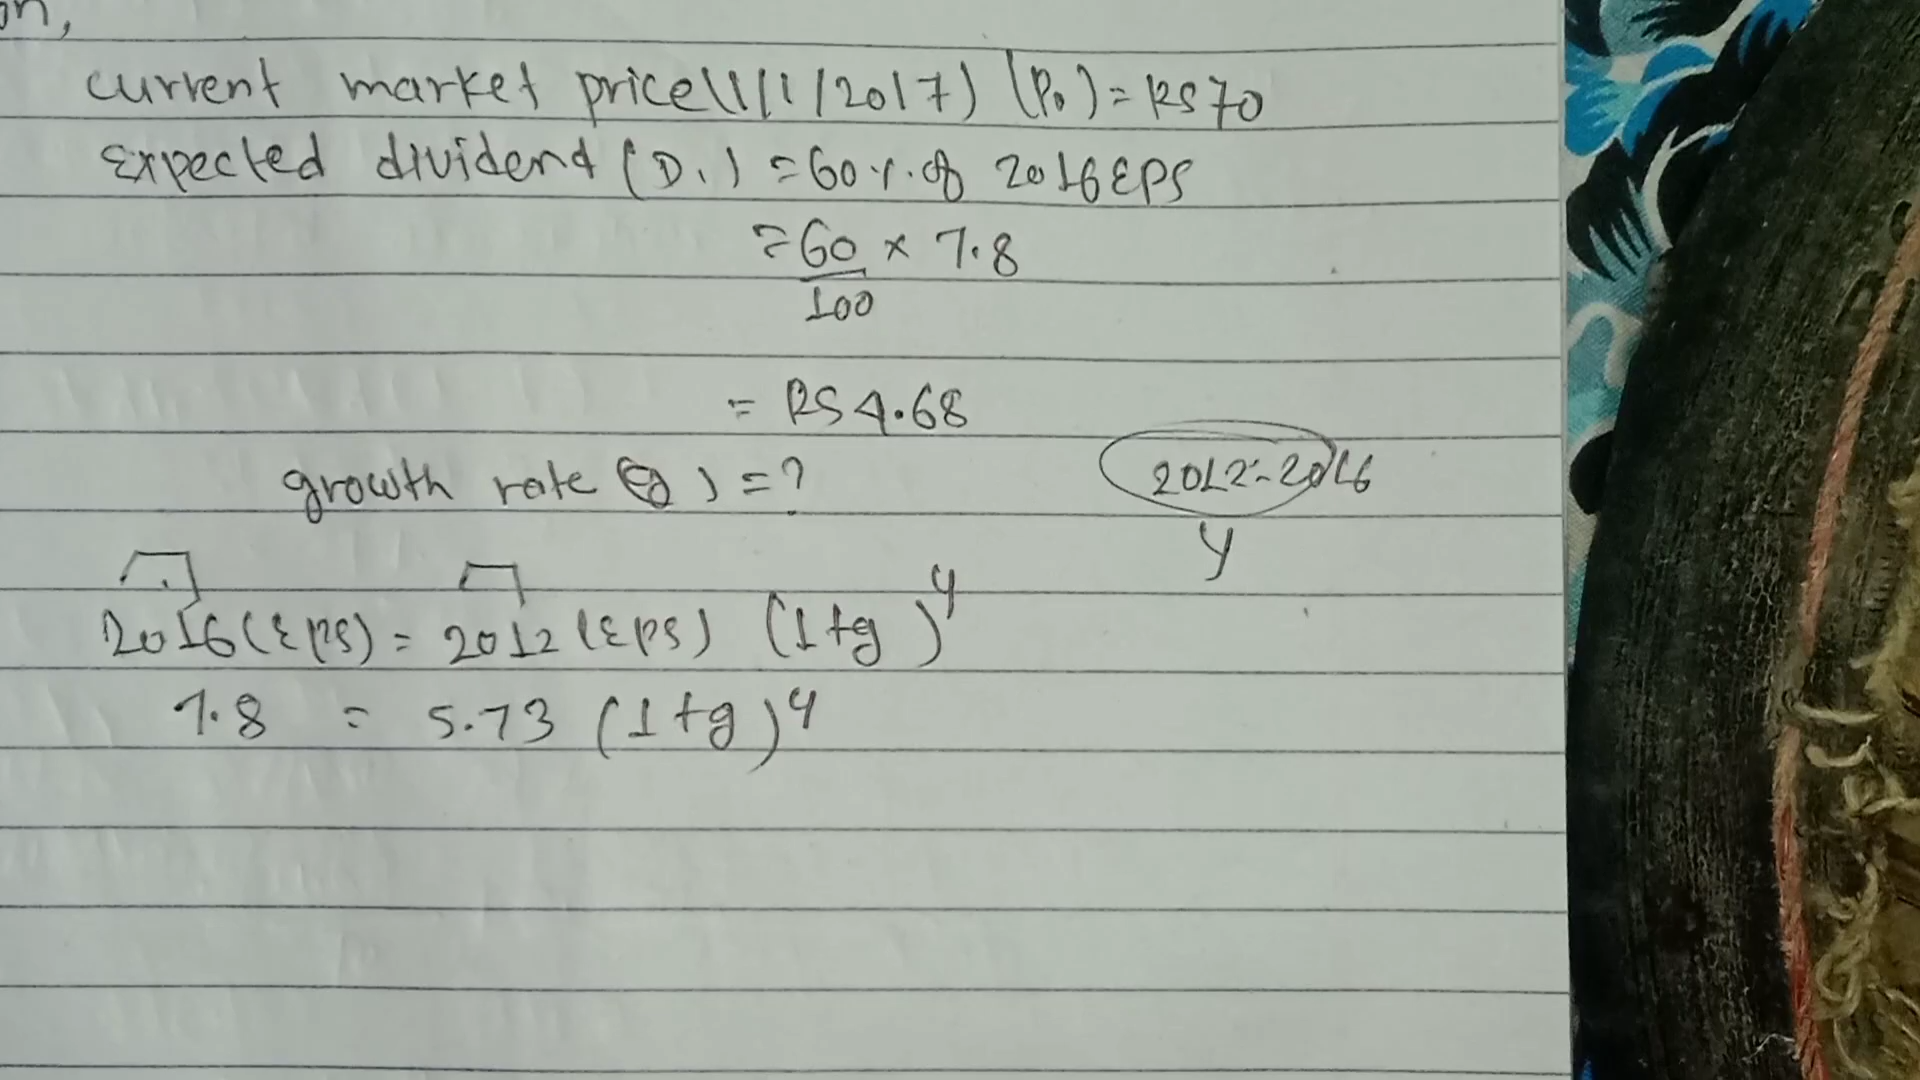 on,
current market price (1/1/2017) (P₀) = RS 70
Expected dividend (D₁) = 60% of 2016 EPS
= 60/100 × 7.8
= RS 4.68
growth rate (g) = ?
2012-2016
4
2016 (EPS) = 2012 (EPS) (1+g)⁴
7.8 = 5.73 (1+g)⁴